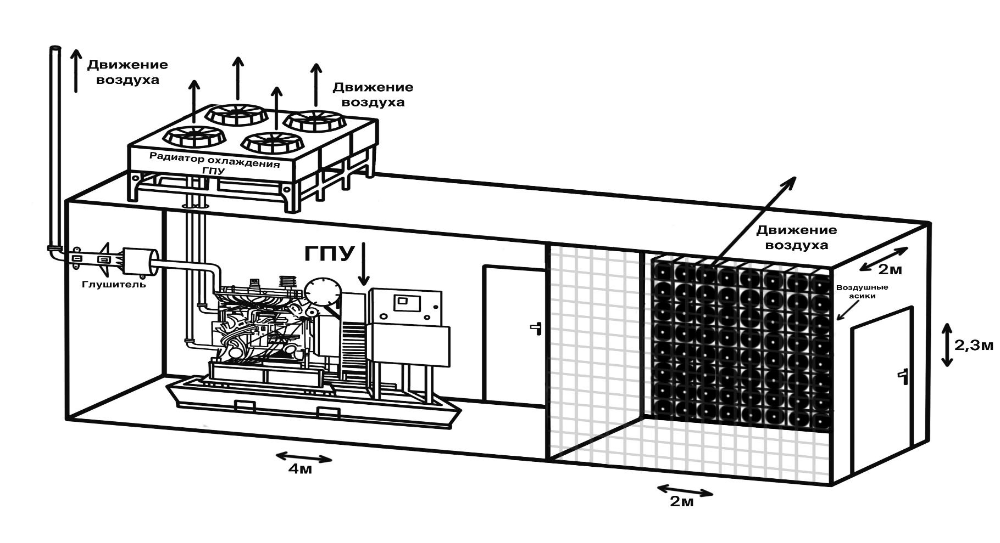 Движение
воздуха
Движение
воздуха
Радиатор охлаждения
ГПУ
Движение
воздуха
ГПУ
2м
Глушитель
Воздушные
асики
2,3м
4м
2м